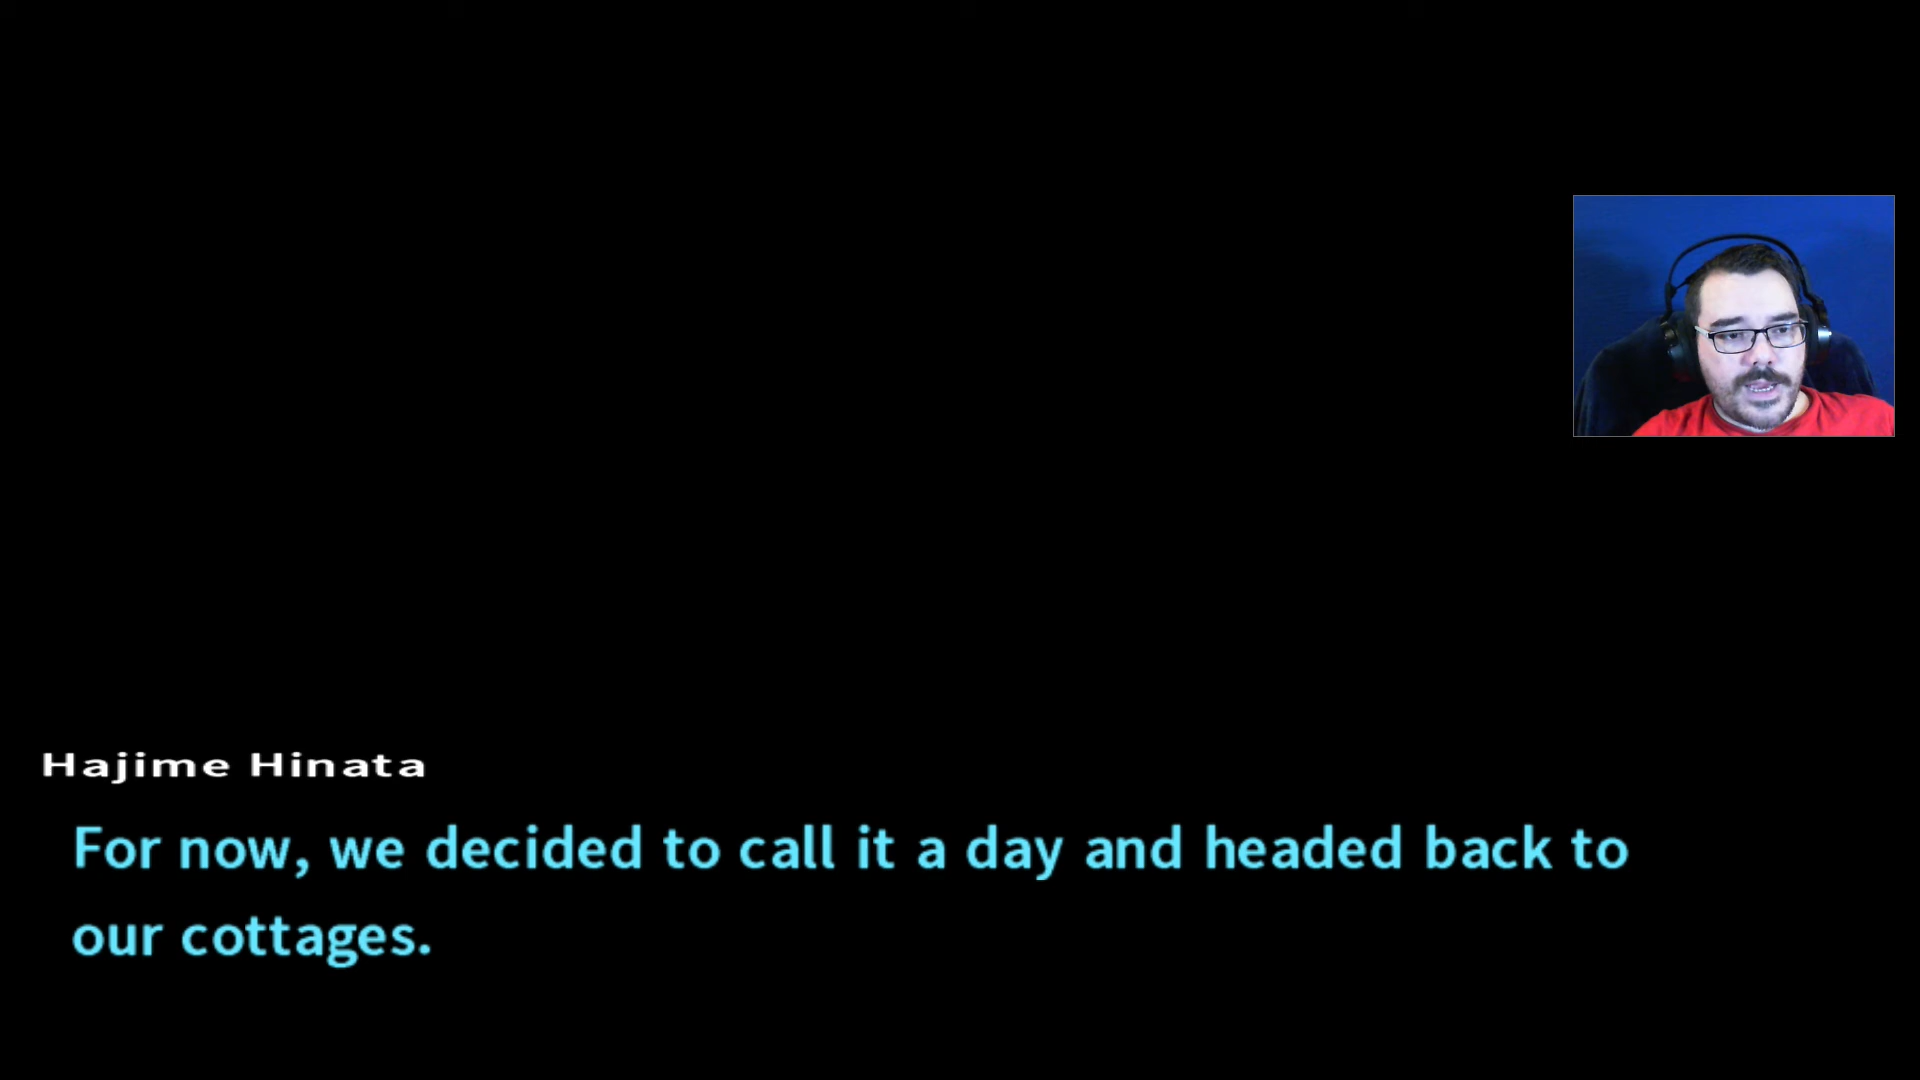 Hajime Hinata
For now, we decided to call it a day and headed back to
our cottages.